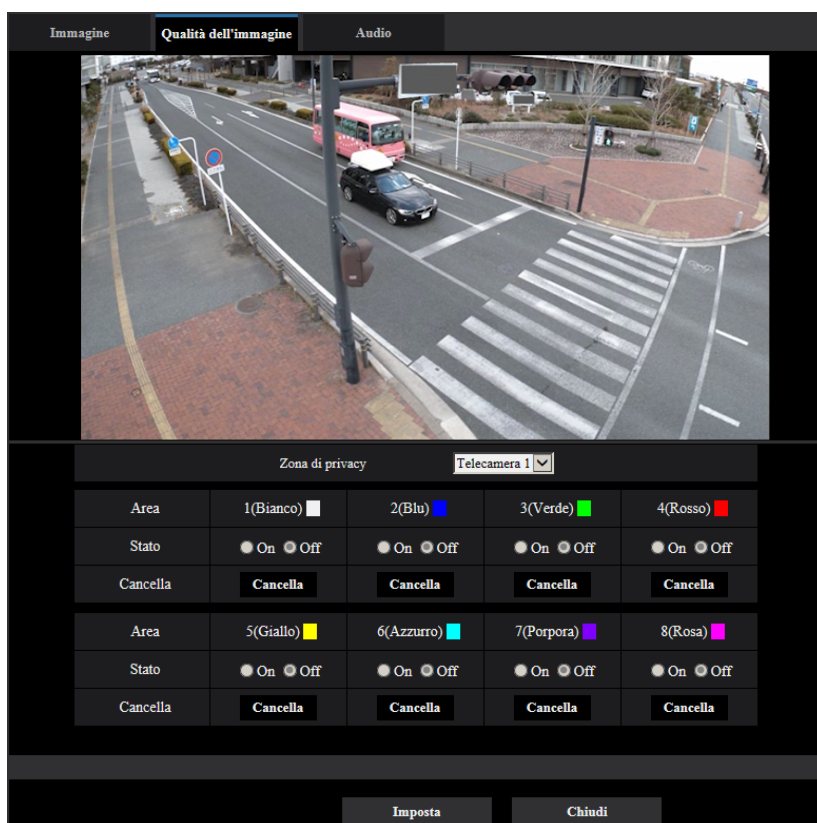 Immagine Qualità dell'immagine Audio
Zona di privacy Telecamera 1
Area 1(Bianco) 2(Blu) 3(Verde) 4(Rosso)
Stato On Off On Off On Off On Off
Cancella Cancella Cancella Cancella Cancella
Area 5(Giallo) 6(Azzurro) 7(Porpora) 8(Rosa)
Stato On Off On Off On Off On Off
Cancella Cancella Cancella Cancella Cancella
Imposta Chiudi